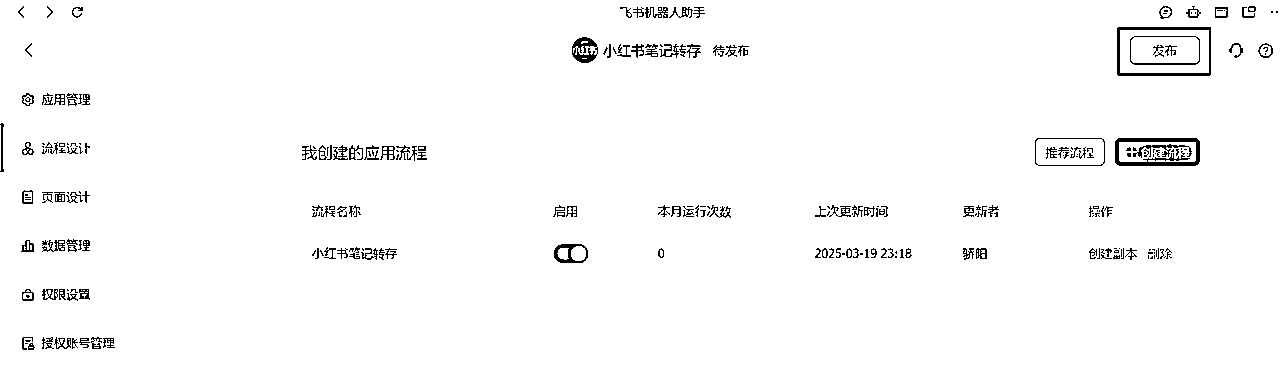 飞书机器人助手
小红书 小红书笔记转存 待发布
发布
应用管理
流程设计
页面设计
数据管理
权限设置
授权账号管理
我创建的应用流程
推荐流程 创建流程
流程名称 启用 本月运行次数 上次更新时间 更新者 操作
小红书笔记转存 0 2025-03-19 23:18 骄阳 创建副本 删除